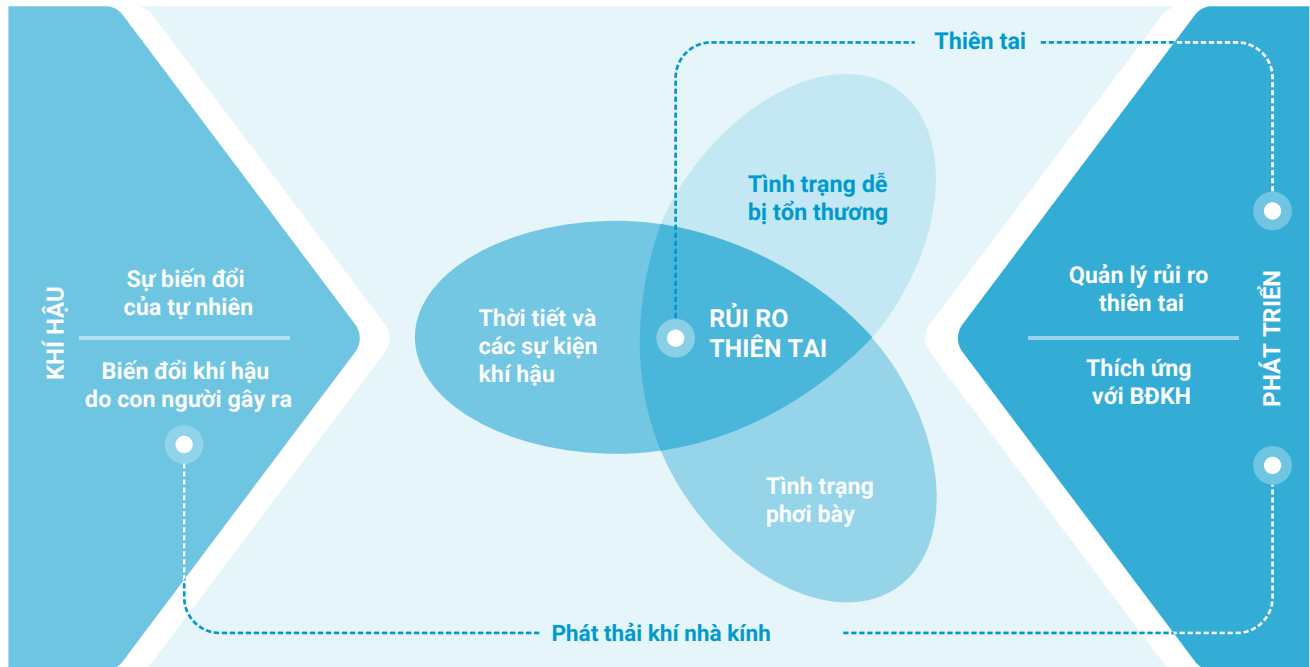 Thiên tai
Tình trạng dễ
bị tổn thương
KHÍ HẬU
Sự biến đổi
của tự nhiên
Biến đổi khí hậu
do con người gây ra
Thời tiết và
các sự kiện
khí hậu
RỦI RO
THIÊN TAI
Tình trạng
phơi bày
Quản lý rủi ro
thiên tai
Thích ứng
với BĐKH
PHÁT TRIỂN
Phát thải khí nhà kính